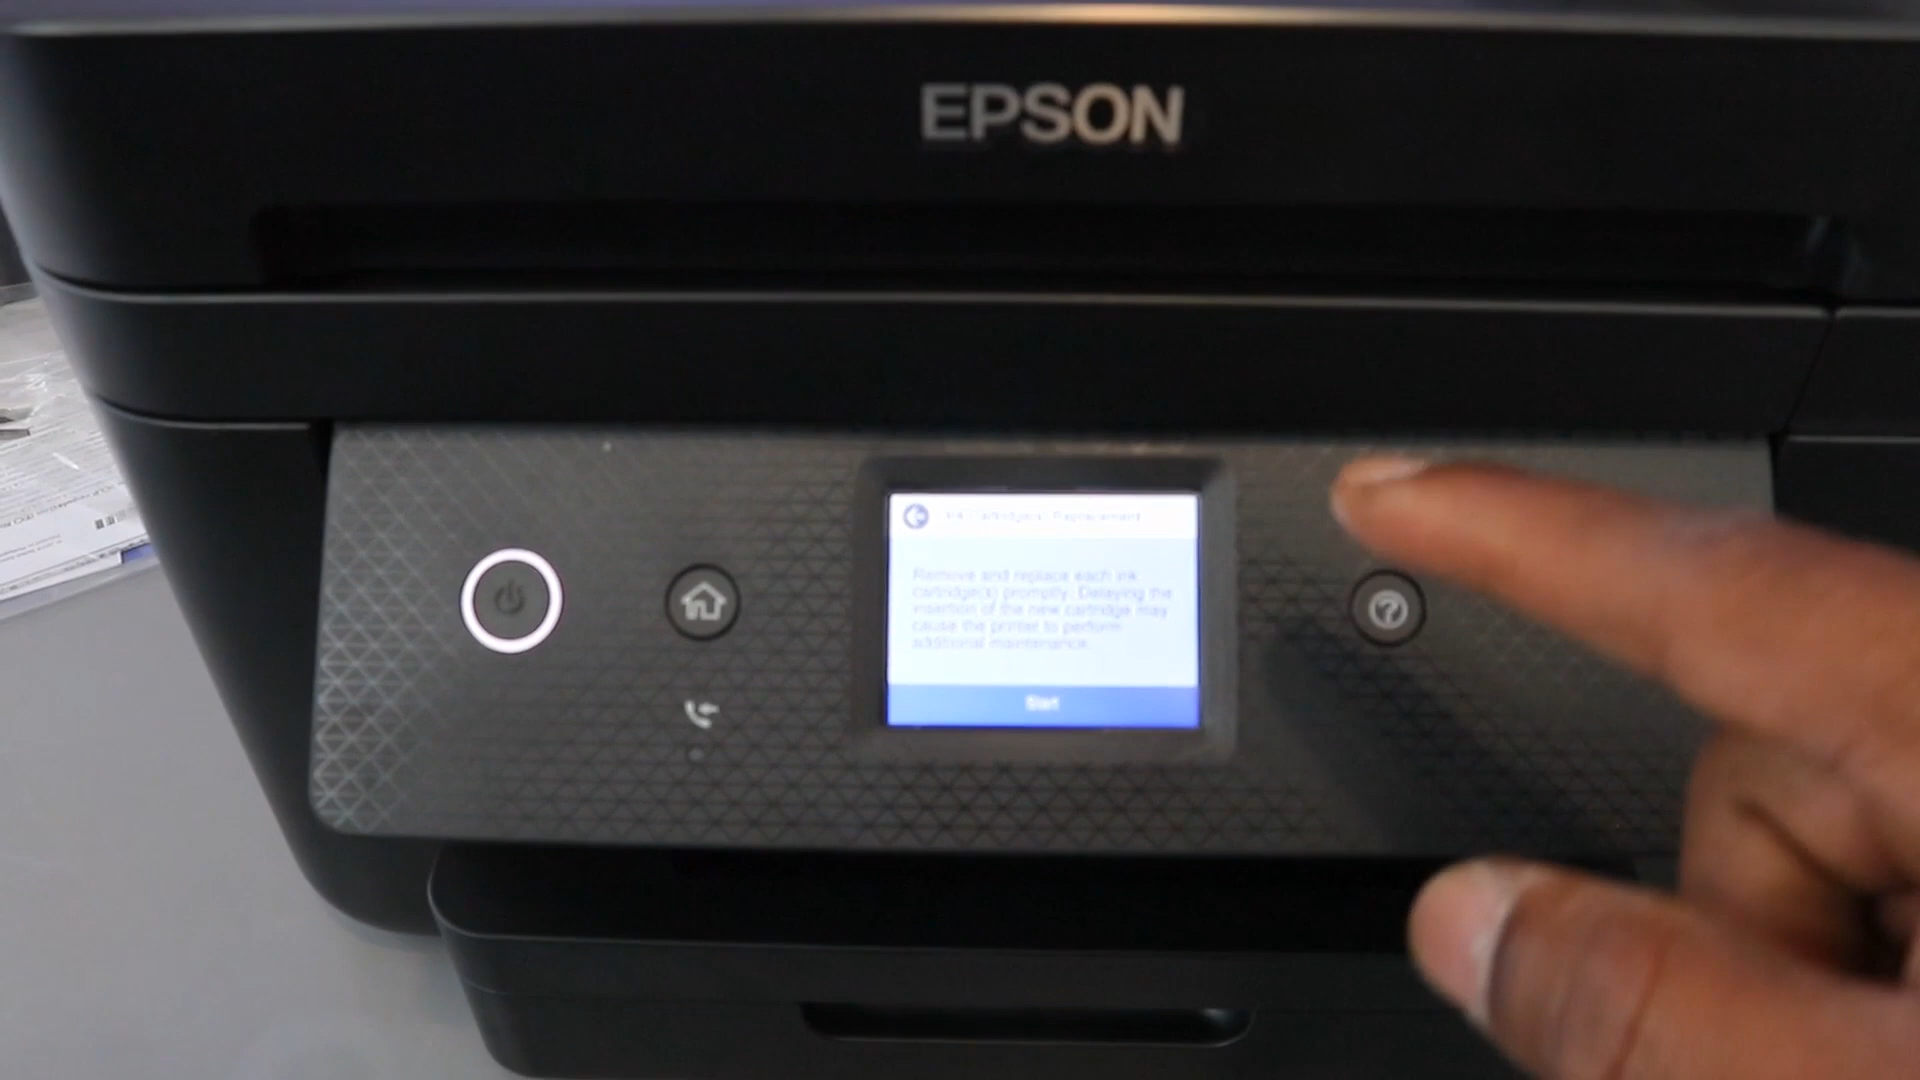 EPSON
Ink Cartridge(s) Replacement
Remove and replace each ink
cartridge(s) promptly. Delaying the
insertion of the new cartridge may
cause the printer to perform
additional maintenance.
Start